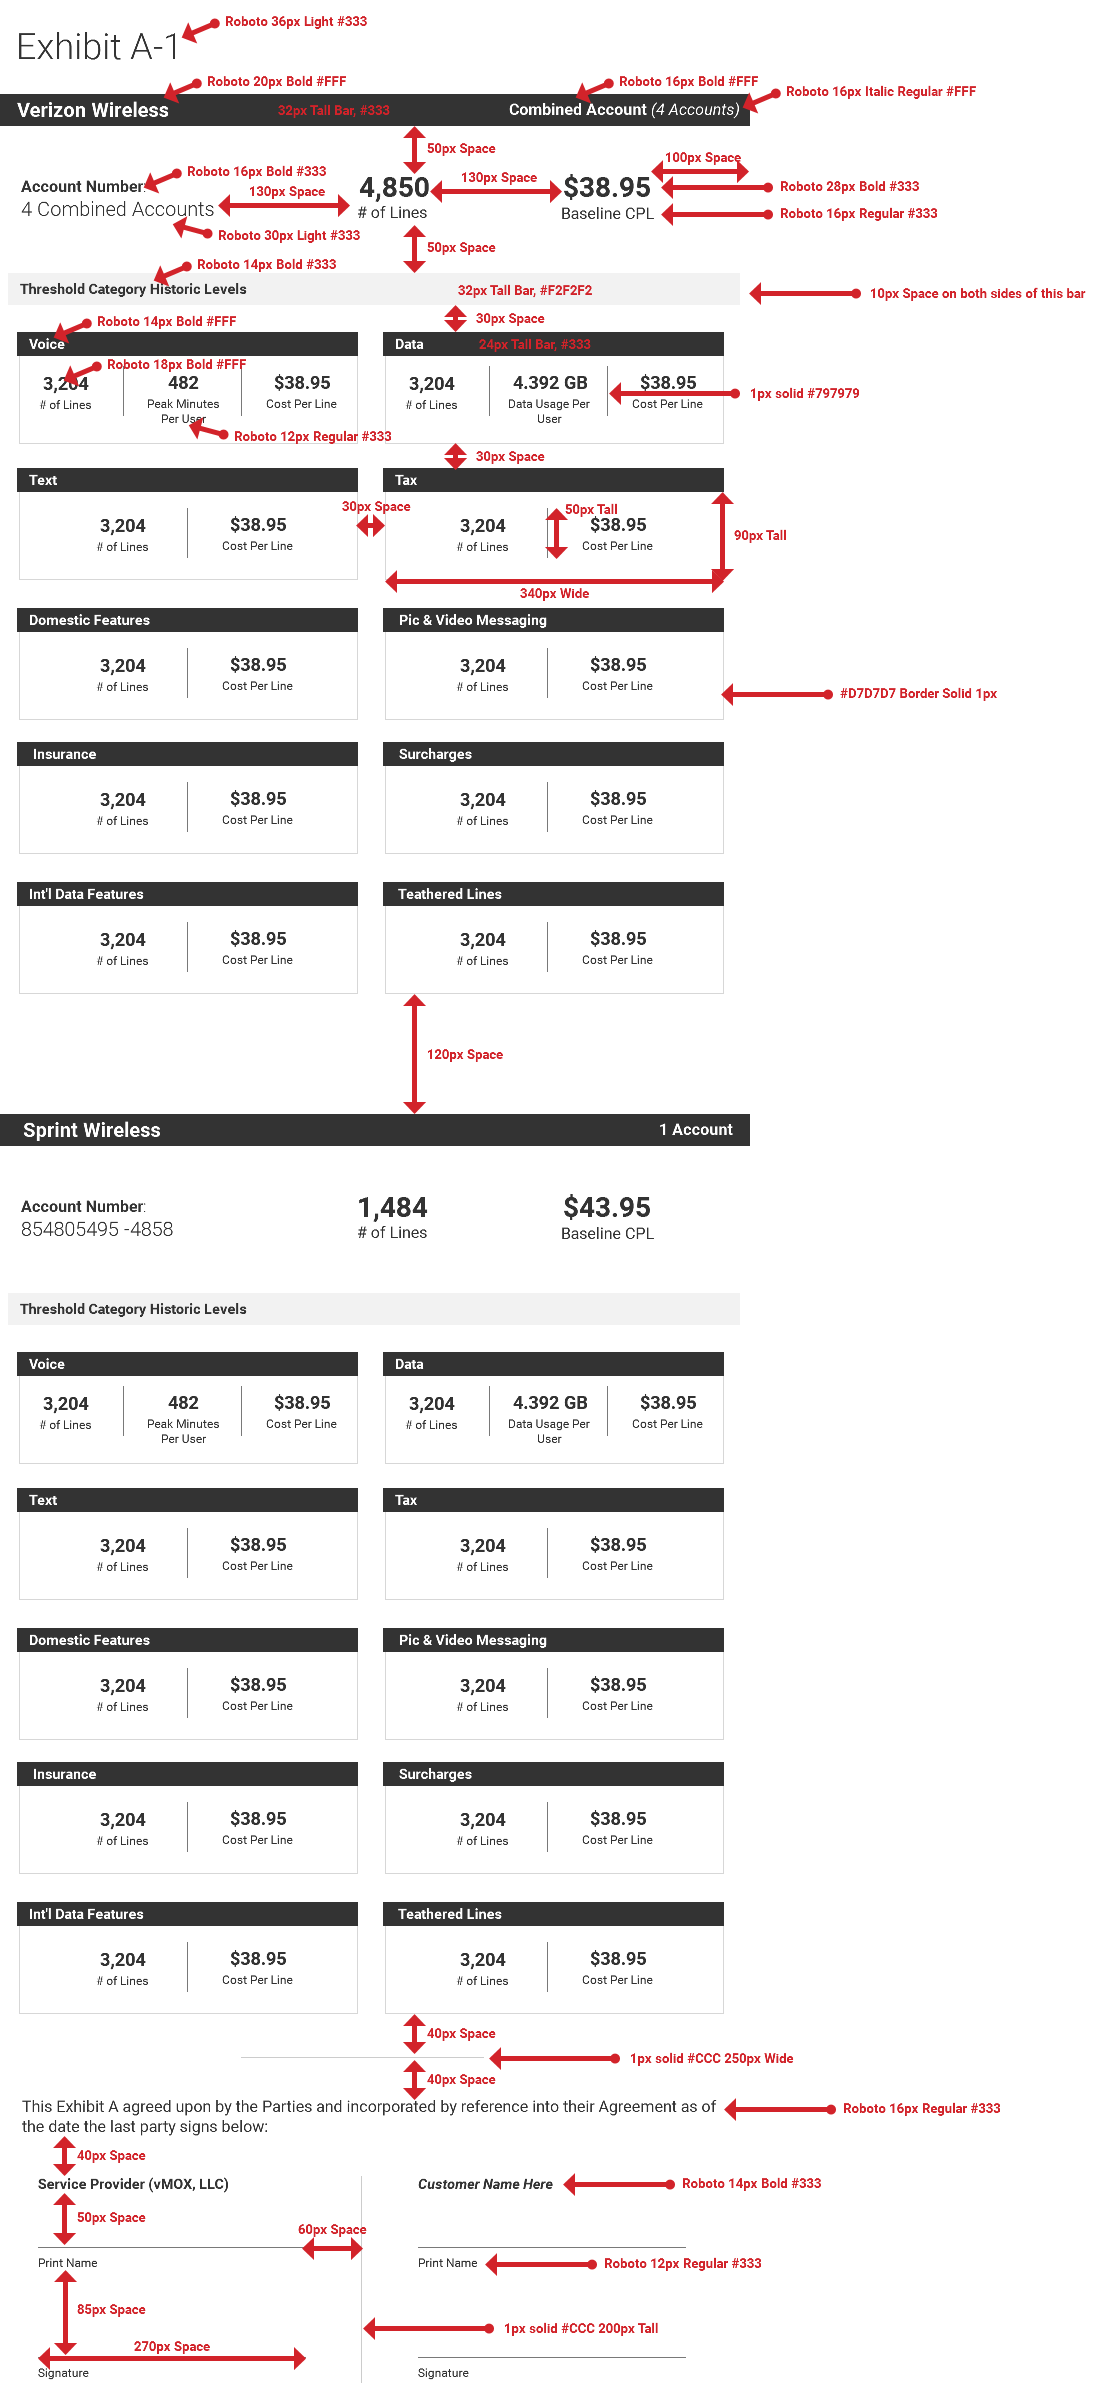 Roboto 36px Light #333
Exhibit A-1
Roboto 20px Bold #FFF
Roboto 16px Bold #FFF
Roboto 16px Italic Regular #FFF
Verizon Wireless
32px Tall Bar, #333
Combined Account (4 Accounts)
50px Space
100px Space
Roboto 16px Bold #333
Account Number:
130px Space
4,850
130px Space
$38.95
Roboto 28px Bold #333
4 Combined Accounts
# of Lines
Baseline CPL
Roboto 16px Regular #333
Roboto 30px Light #333
50px Space
Roboto 14px Bold #333
Threshold Category Historic Levels
32px Tall Bar, #F2F2F2
10px Space on both sides of this bar
30px Space
Roboto 14px Bold #FFF
Voice
Data
24px Tall Bar, #333
Roboto 18px Bold #FFF
3,204
482
$38.95
3,204
4.392 GB
$38.95
1px solid #797979
# of Lines
Peak Minutes
Per User
Cost Per Line
# of Lines
Data Usage Per
User
Cost Per Line
Roboto 12px Regular #333
30px Space
Text
Tax
30px Space
50px Tall
3,204
$38.95
3,204
$38.95
90px Tall
# of Lines
Cost Per Line
# of Lines
Cost Per Line
340px Wide
Domestic Features
Pic & Video Messaging
3,204
$38.95
3,204
$38.95
# of Lines
Cost Per Line
# of Lines
Cost Per Line
#D7D7D7 Border Solid 1px
Insurance
Surcharges
3,204
$38.95
3,204
$38.95
# of Lines
Cost Per Line
# of Lines
Cost Per Line
Int'l Data Features
Teathered Lines
3,204
$38.95
3,204
$38.95
# of Lines
Cost Per Line
# of Lines
Cost Per Line
120px Space
Sprint Wireless
1 Account
Account Number:
1,484
$43.95
854805495 -4858
# of Lines
Baseline CPL
Threshold Category Historic Levels
Voice
Data
3,204
482
$38.95
3,204
4.392 GB
$38.95
# of Lines
Peak Minutes
Per User
Cost Per Line
# of Lines
Data Usage Per
User
Cost Per Line
Text
Tax
3,204
$38.95
3,204
$38.95
# of Lines
Cost Per Line
# of Lines
Cost Per Line
Domestic Features
Pic & Video Messaging
3,204
$38.95
3,204
$38.95
# of Lines
Cost Per Line
# of Lines
Cost Per Line
Insurance
Surcharges
3,204
$38.95
3,204
$38.95
# of Lines
Cost Per Line
# of Lines
Cost Per Line
Int'l Data Features
Teathered Lines
3,204
$38.95
3,204
$38.95
# of Lines
Cost Per Line
# of Lines
Cost Per Line
40px Space
1px solid #CCC 250px Wide
40px Space
This Exhibit A agreed upon by the Parties and incorporated by reference into their Agreement as of
the date the last party signs below:
Roboto 16px Regular #333
40px Space
Service Provider (vMOX, LLC)
Customer Name Here
Roboto 14px Bold #333
50px Space
60px Space
Print Name
Print Name
Roboto 12px Regular #333
85px Space
1px solid #CCC 200px Tall
270px Space
Signature
Signature